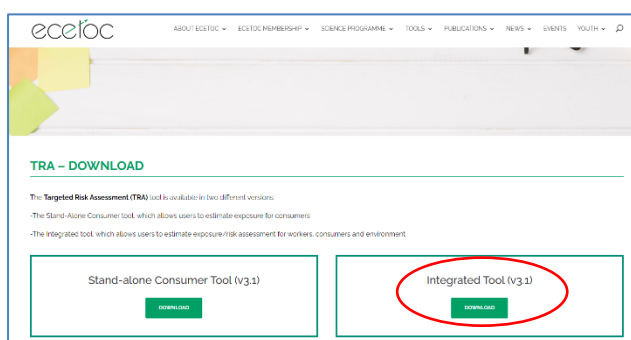 ecetoc
ABOUT ECETOC ECETOC MEMBERSHIP SCIENCE PROGRAMME TOOLS PUBLICATIONS NEWS EVENTS YOUTH
TRA – DOWNLOAD
The Targeted Risk Assessment (TRA) tool is available in two different versions:
-The Stand-Alone Consumer tool, which allows users to estimate exposure for consumers
-The Integrated tool, which allows users to estimate exposure/risk assessment for workers, consumers and environment
Stand-alone Consumer Tool (v3.1)
DOWNLOAD
Integrated Tool (v3.1)
DOWNLOAD